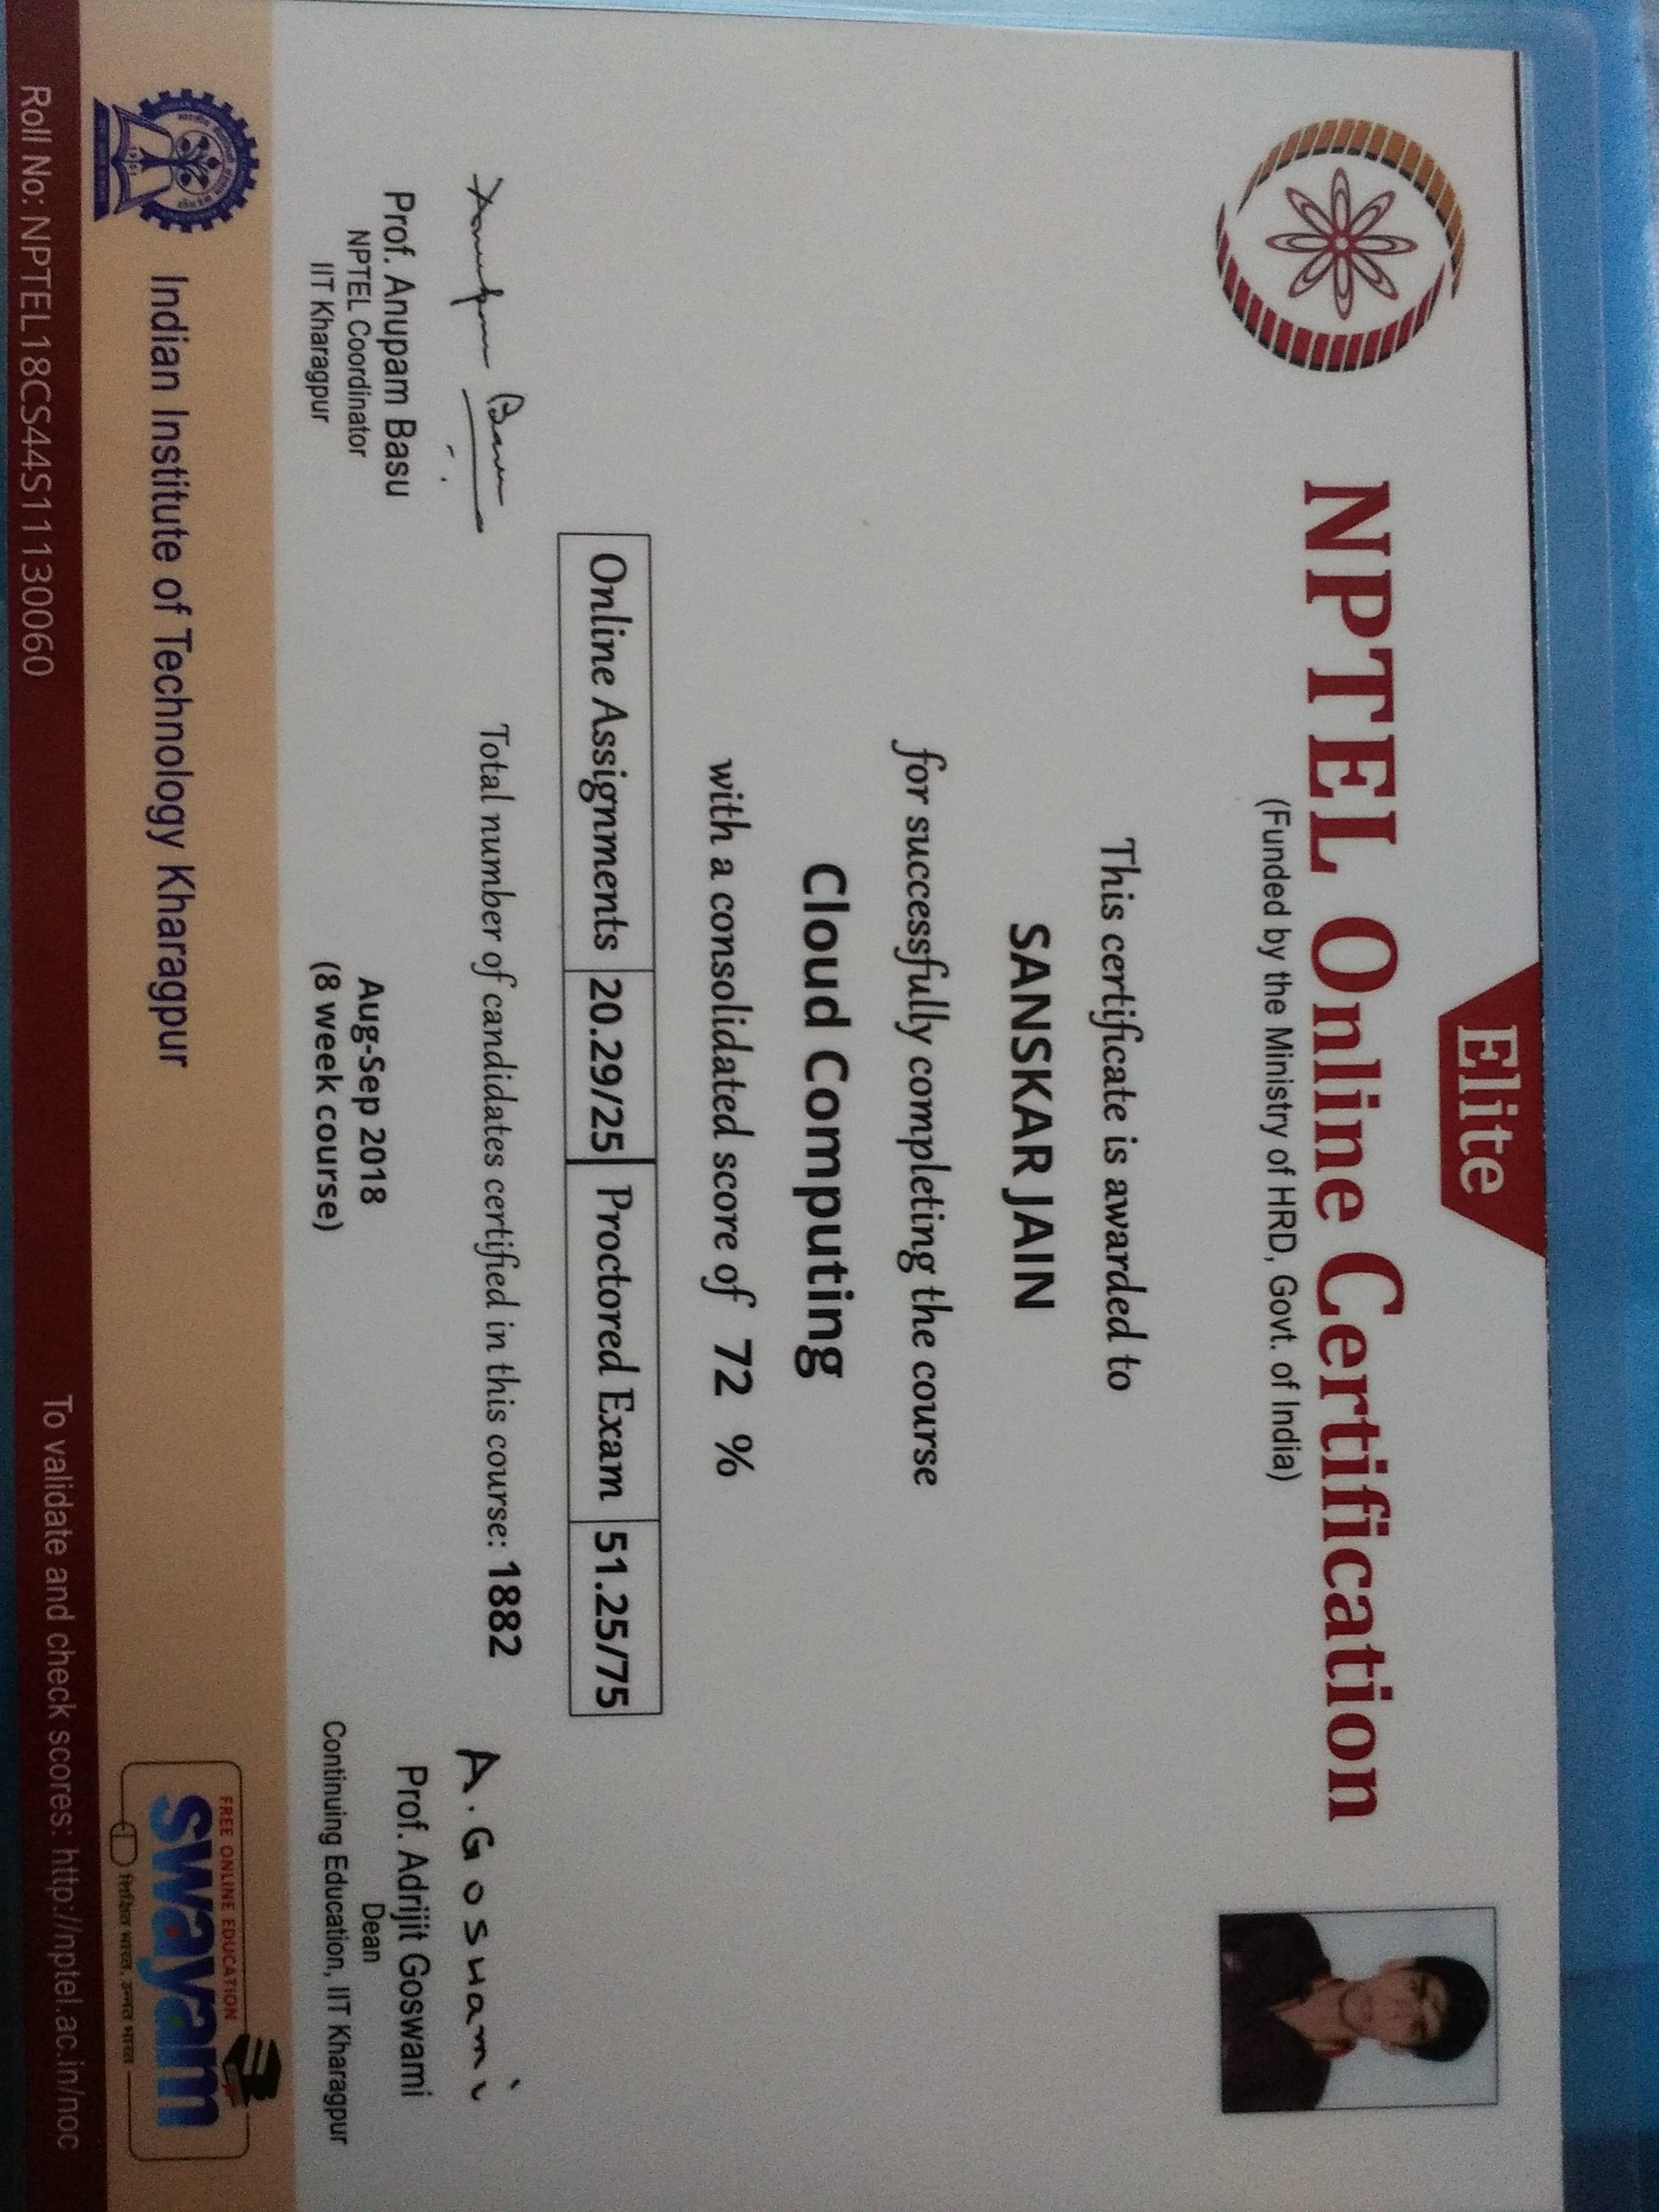 Elite
NPTEL Online Certification
(Funded by the Ministry of HRD, Govt. of India)
This certificate is awarded to
SANSKAR JAIN
for successfully completing the course
Cloud Computing
with a consolidated score of 72 %
Online Assignments 20.29/25 Proctored Exam 51.25/75
Total number of candidates certified in this course: 1882
Anupam Basu
A. Goswami
Prof. Anupam Basu
NPTEL Coordinator
IIT Kharagpur
Aug-Sep 2018
(8 week course)
Prof. Adrijit Goswami
Dean
Continuing Education, IIT Kharagpur
1951
Indian Institute of Technology Kharagpur
FREE ONLINE EDUCATION
swayam
शिक्षित भारत, उन्नत भारत
Roll No: NPTEL18CS44S11130060
To validate and check scores: http://nptel.ac.in/noc